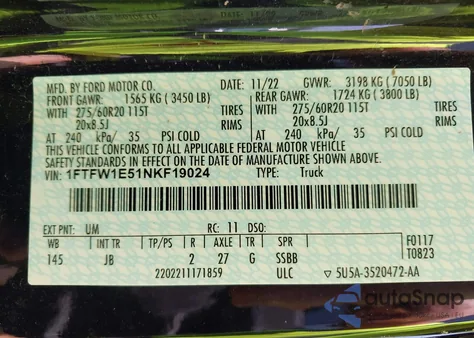 MFD. BY FORD MOTOR CO. DATE: 11/22 GVWR: 3198 KG ( 7050 LB)
FRONT GAWR: 1565 KG ( 3450 LB) REAR GAWR: 1724 KG ( 3800 LB)
WITH 275/60R20 115T TIRES WITH 275/60R20 115T TIRES
20x8.5J RIMS 20x8.5J RIMS
AT 240 kPa/ 35 PSI COLD AT 240 kPa/ 35 PSI COLD
THIS VEHICLE CONFORMS TO ALL APPLICABLE FEDERAL MOTOR VEHICLE
SAFETY STANDARDS IN EFFECT ON THE DATE OF MANUFACTURE SHOWN ABOVE.
VIN: 1FTFW1E51NKF19024 TYPE: Truck
EXT PNT: UM RC: 11 DSO: F0117
WB INT TR TP/PS R AXLE TR SPR T0823
145 JB 2 27 G SSBB
2202211171859 ULC ▽ 5U5A-3520472-AA
autoSnap